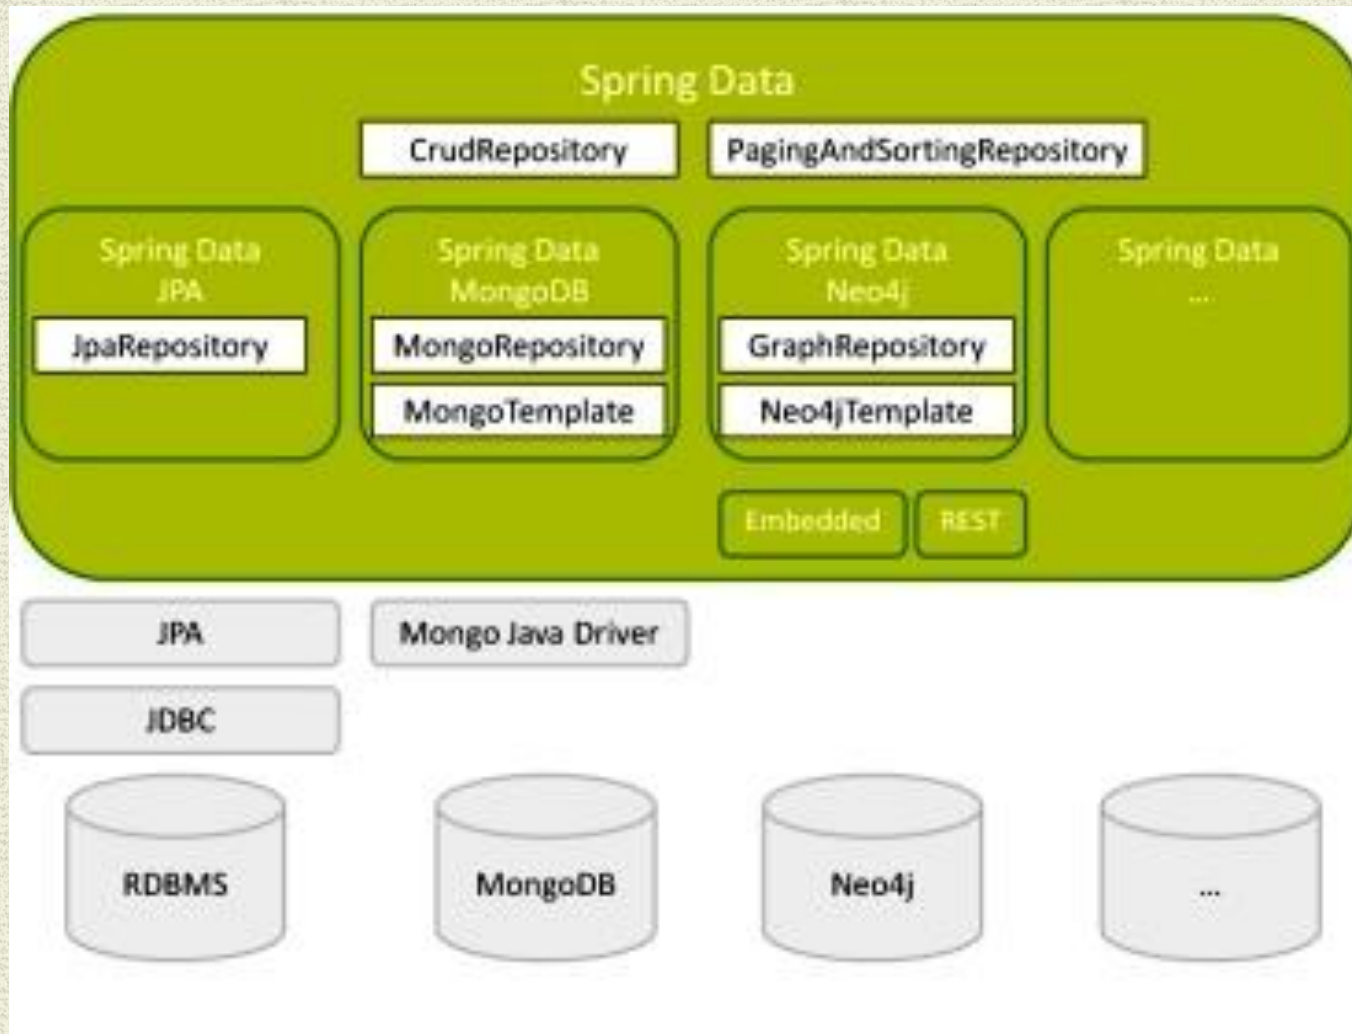 Spring Data
CrudRepository
PagingAndSortingRepository
Spring Data
JPA
JpaRepository
Spring Data
MongoDB
MongoRepository
MongoTemplate
Spring Data
Neo4j
GraphRepository
Neo4jTemplate
Spring Data
...
Embedded
REST
JPA
Mongo Java Driver
JDBC
RDBMS
MongoDB
Neo4j
...